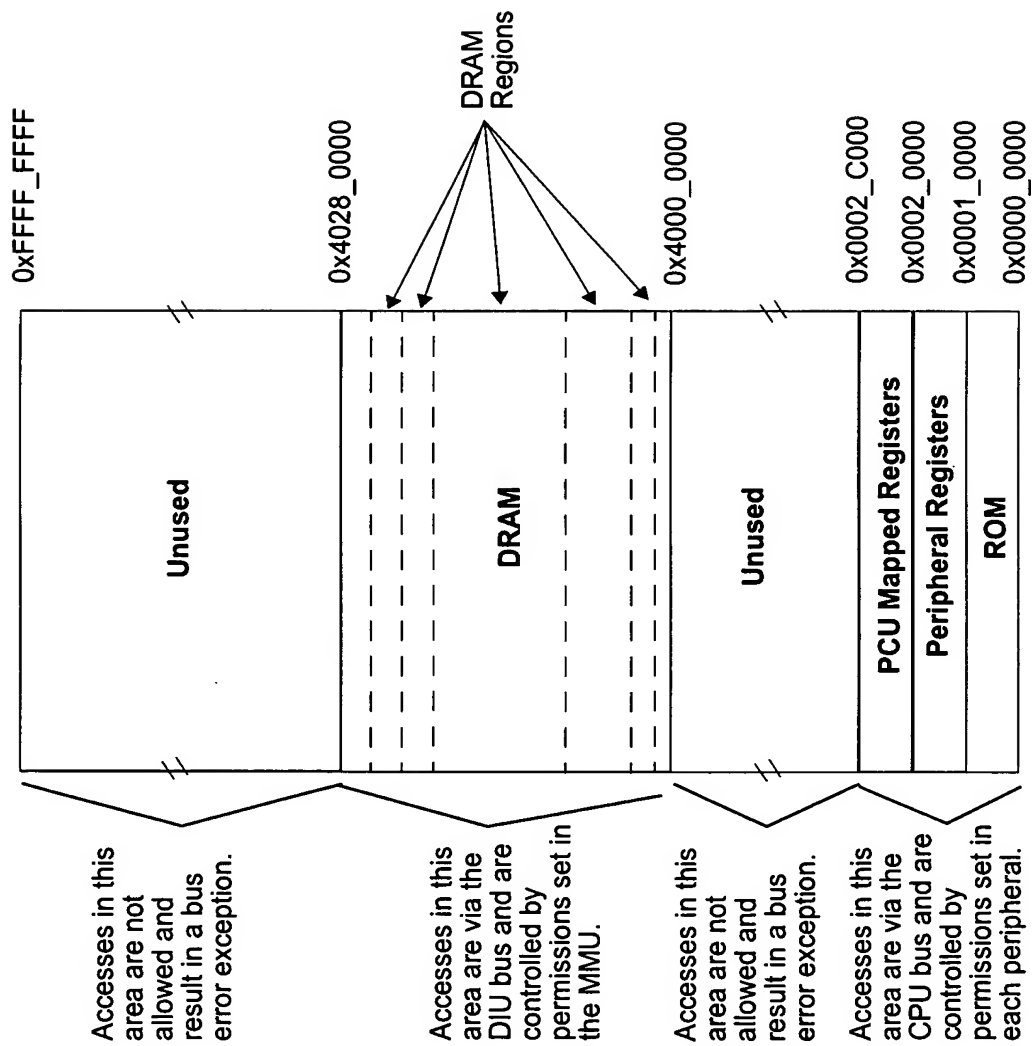 Accesses in this
area are not
allowed and
result in a bus
error exception.
Unused
0xFFFF_FFFF
Accesses in this
area are via the
DIU bus and are
controlled by
permissions set in
the MMU.
DRAM
0x4028_0000
DRAM
Regions
Accesses in this
area are not
allowed and
result in a bus
error exception.
Unused
0x4000_0000
Accesses in this
area are via the
CPU bus and are
controlled by
permissions set in
each peripheral.
PCU Mapped Registers
0x0002_C000
Peripheral Registers
0x0002_0000
ROM
0x0001_0000
0x0000_0000